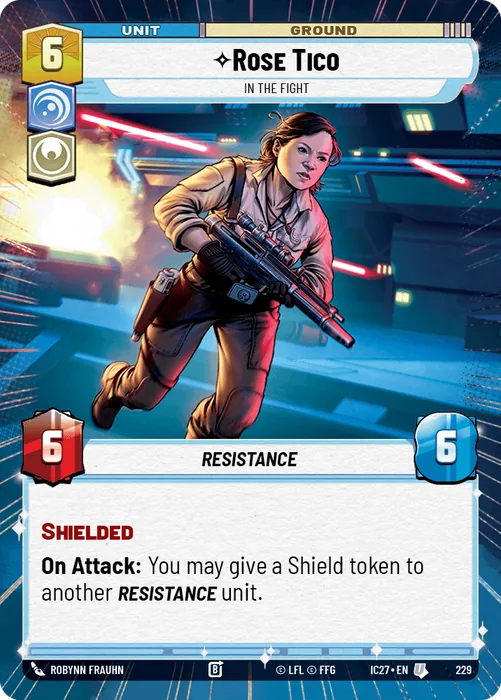 UNIT
GROUND
6
✧ROSE TICO
IN THE FIGHT
6
RESISTANCE
6
SHIELDED
On Attack: You may give a Shield token to
another RESISTANCE unit.
ROBYNN FRAUHN
B
© LFL © FFG
IC27•EN
U
229